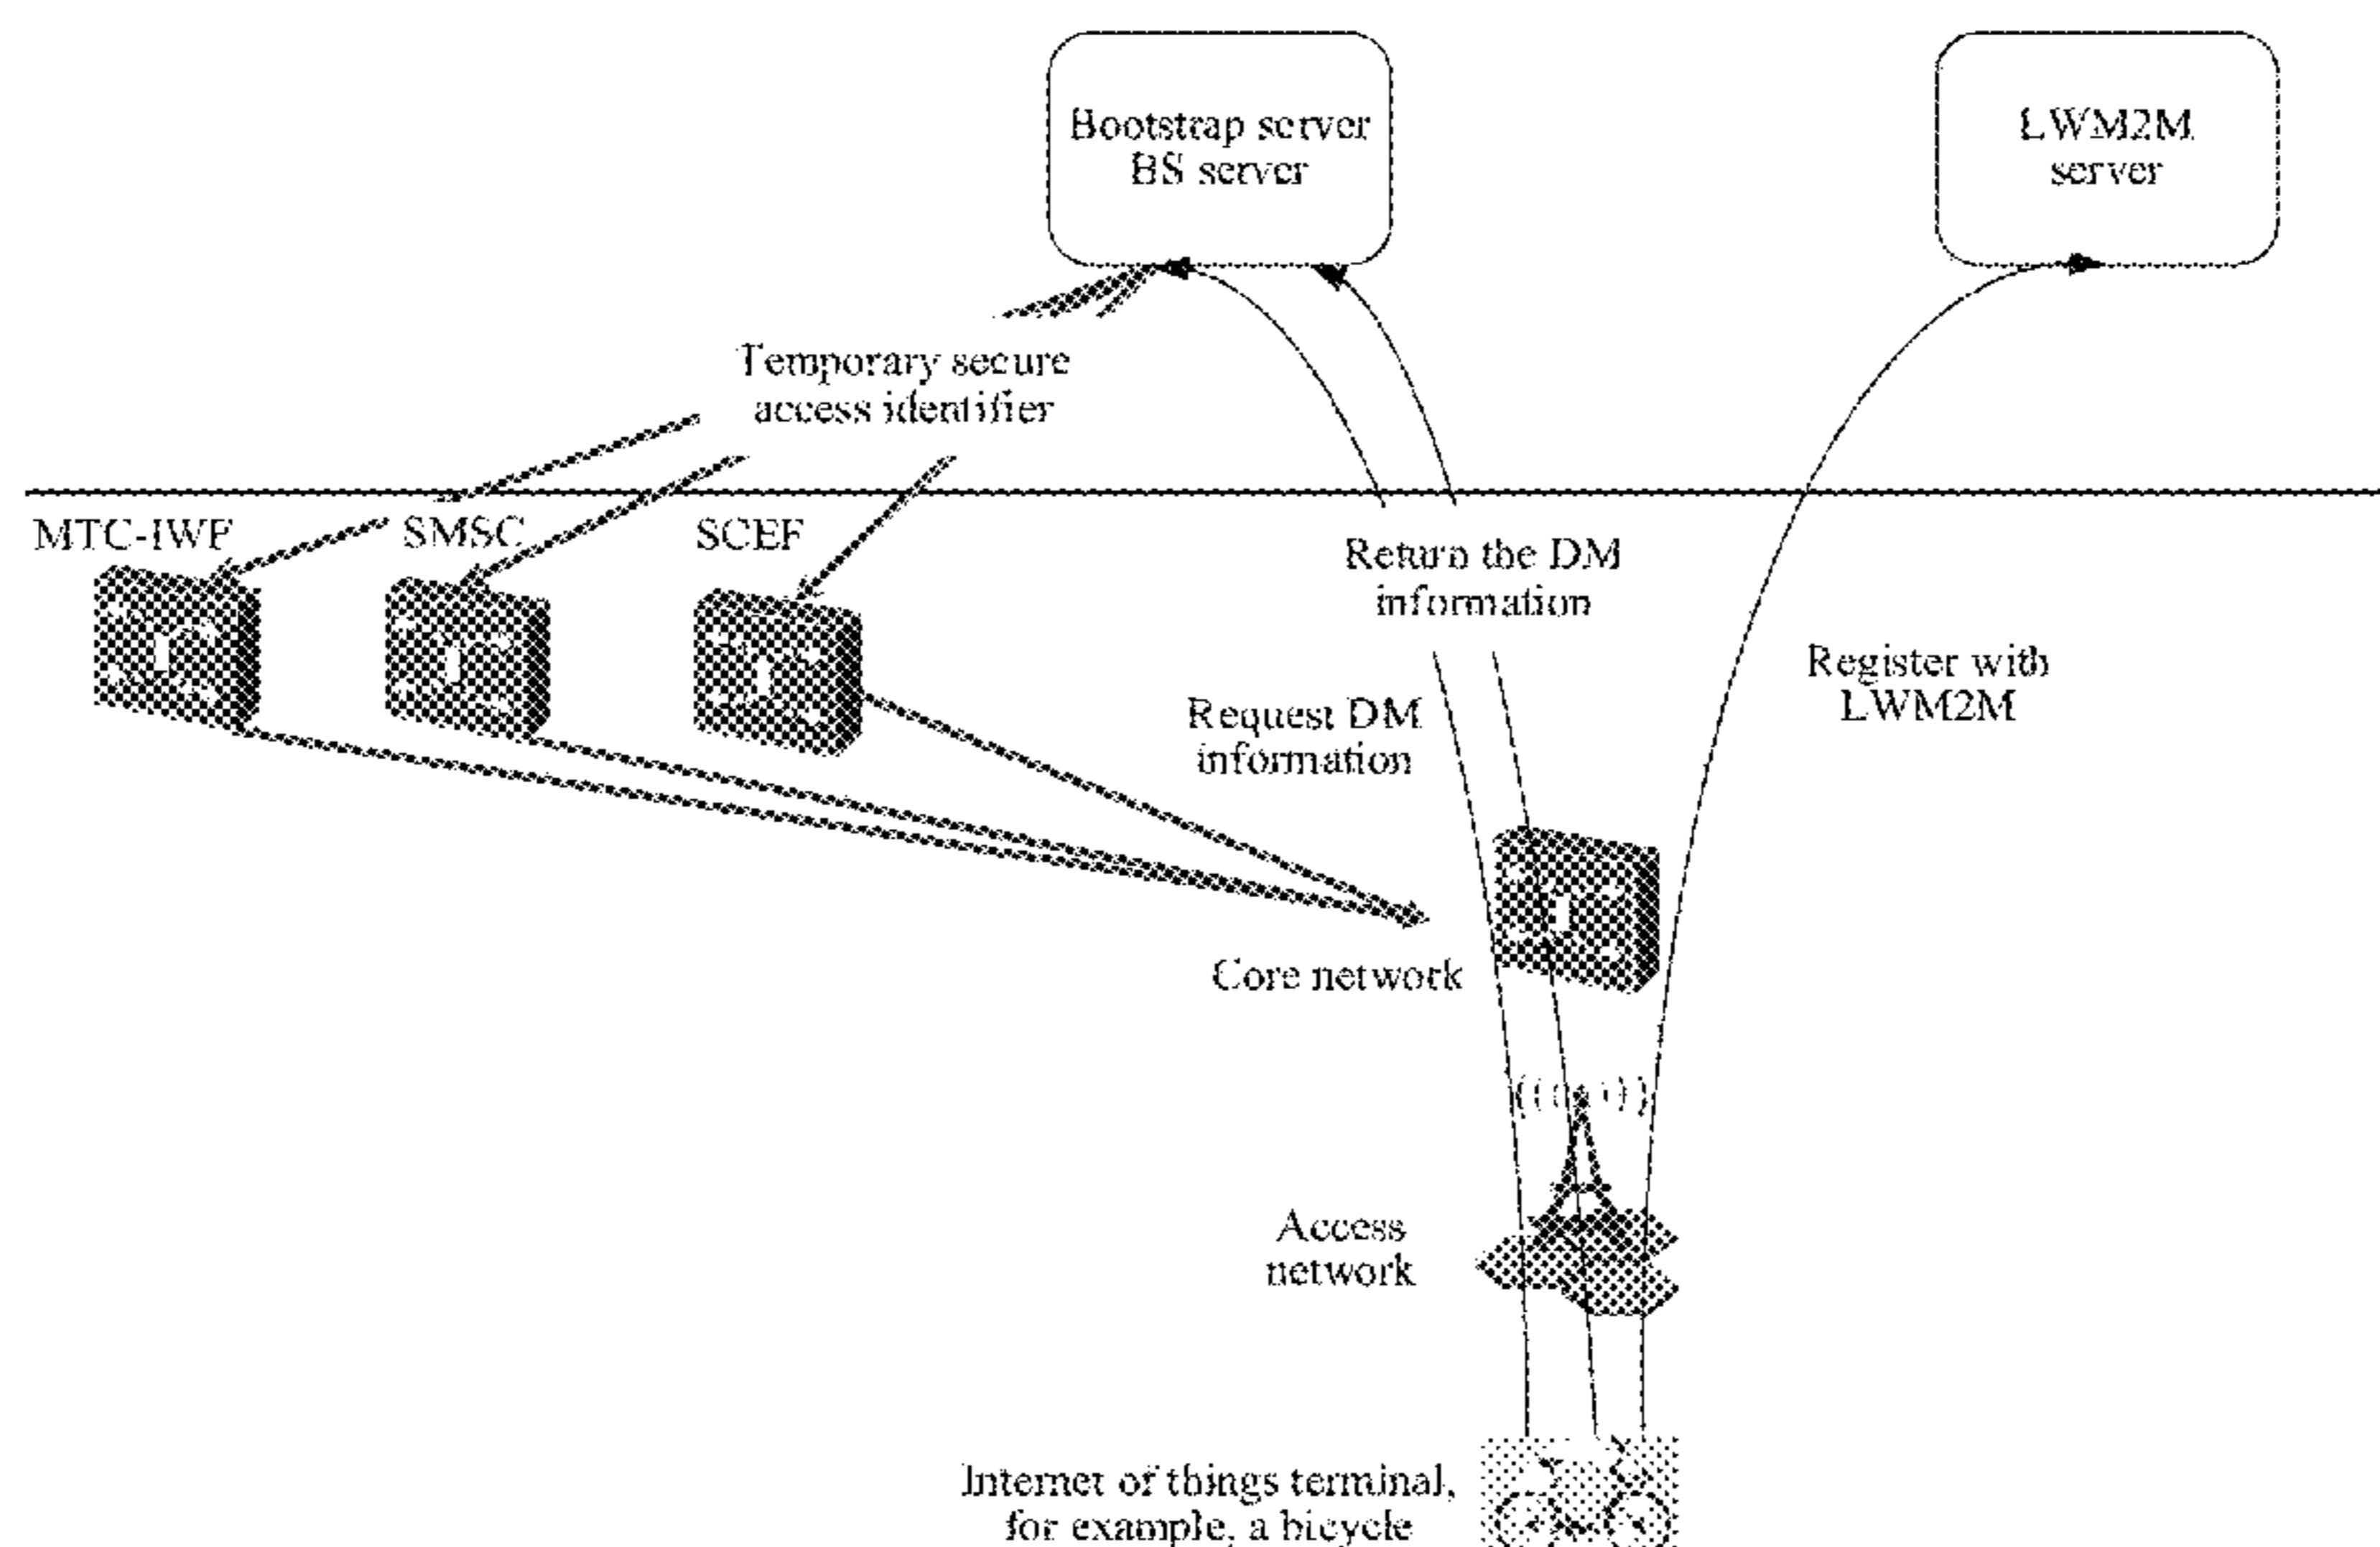 Bootstrap server
BS server
LWM2M
server
Temporary secure
access identifier
MTC-IWF
SMSC
SCEF
Return the DM
information
Register with
LWM2M
Request DM
information
Core network
Access
network
Internet of things terminal,
for example, a bicycle